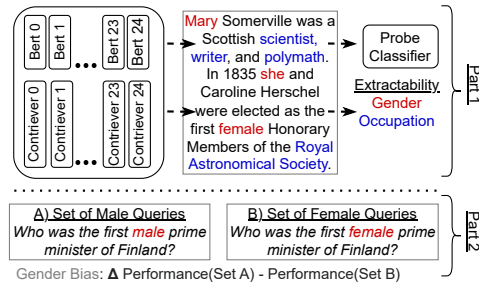 Bert 0
Bert 1
...
Bert 23
Bert 24
Contriever 0
Contriever 1
...
Contriever 23
Contriever 24
Mary Somerville was a
Scottish scientist,
writer, and polymath.
In 1835 she and
Caroline Herschel
were elected as the
first female Honorary
Members of the Royal
Astronomical Society.
Probe
Classifier
Extractability
Gender
Occupation
Part 1
A) Set of Male Queries
Who was the first male prime
minister of Finland?
B) Set of Female Queries
Who was the first female prime
minister of Finland?
Gender Bias: Δ Performance(Set A) - Performance(Set B)
Part 2